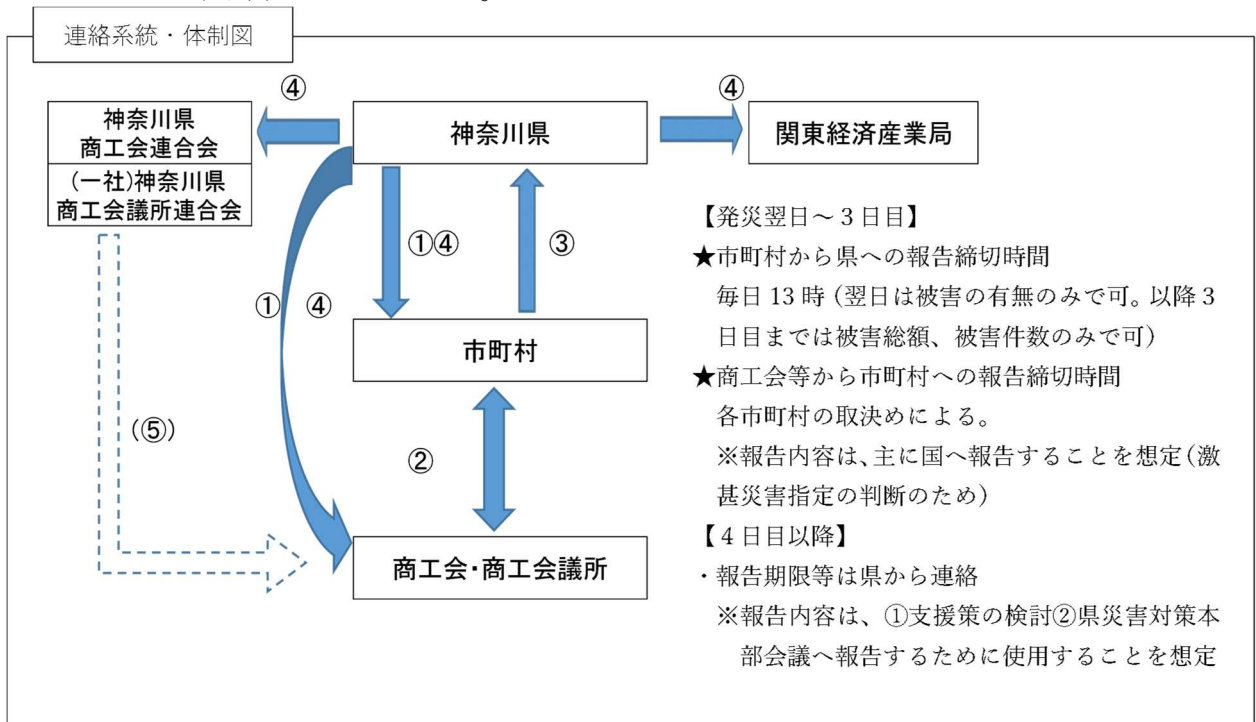 連絡系統・体制図
④
④
神奈川県
商工会連合会
(一社)神奈川県
商工会議所連合会
神奈川県
関東経済産業局
①④
③
①
④
市町村
(⑤)
②
商工会・商工会議所
【発災翌日～３日目】
★市町村から県への報告締切時間
毎日 13 時（翌日は被害の有無のみで可。以降３
日目までは被害総額、被害件数のみで可）
★商工会等から市町村への報告締切時間
各市町村の取決めによる。
※報告内容は、主に国へ報告することを想定（激
甚災害指定の判断のため）
【４日目以降】
・報告期限等は県から連絡
※報告内容は、①支援策の検討②県災害対策本
部会議へ報告するために使用することを想定